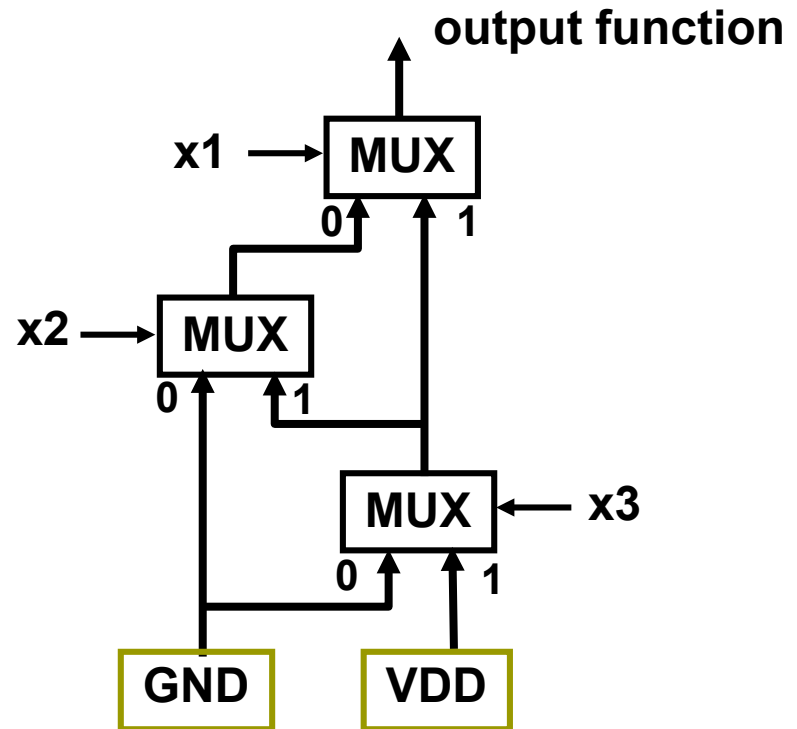 output function
x1
MUX
0 1
x2
MUX
0 1
MUX
x3
0 1
GND
VDD